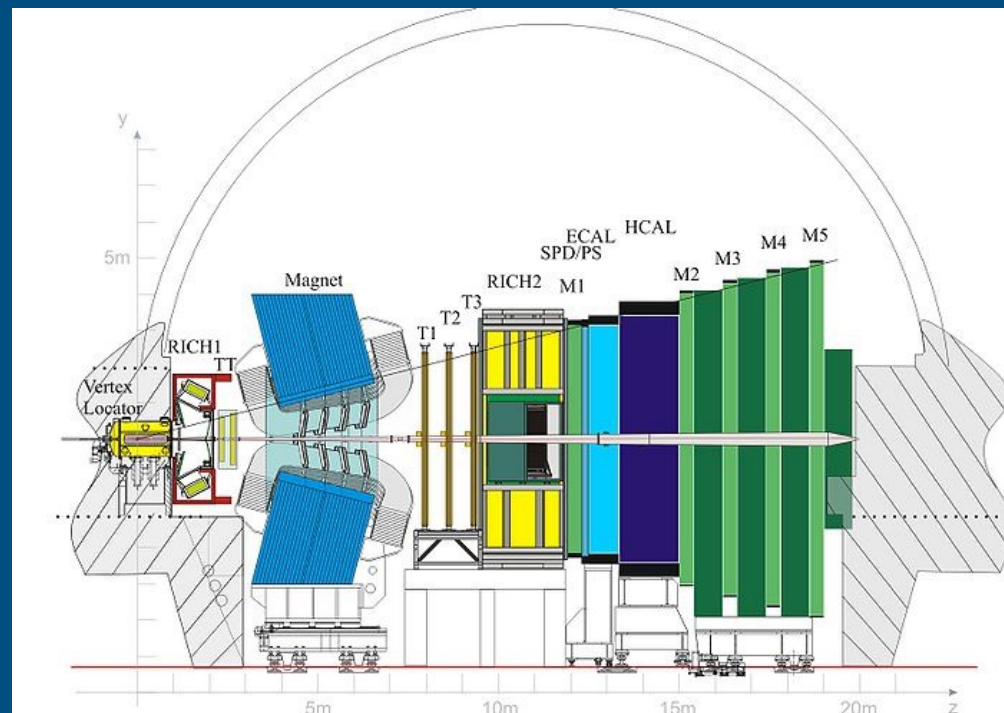 y
5m
ECAL
HCAL
SPD/PS
M1
M2
M3
M4
M5
Magnet
RICH2
T1
T2
T3
RICH1
TT
Vertex
Locator
5m
10m
15m
20m
z